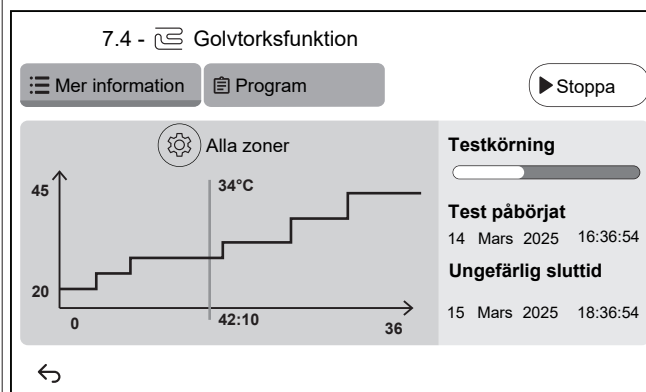 7.4 - Golvtorksfunktion
Mer information
Program
Stoppa
Alla zoner
45
34°C
20
0
42:10
36
Testkörning
Test påbörjat
14 Mars 2025 16:36:54
Ungefärlig sluttid
15 Mars 2025 18:36:54